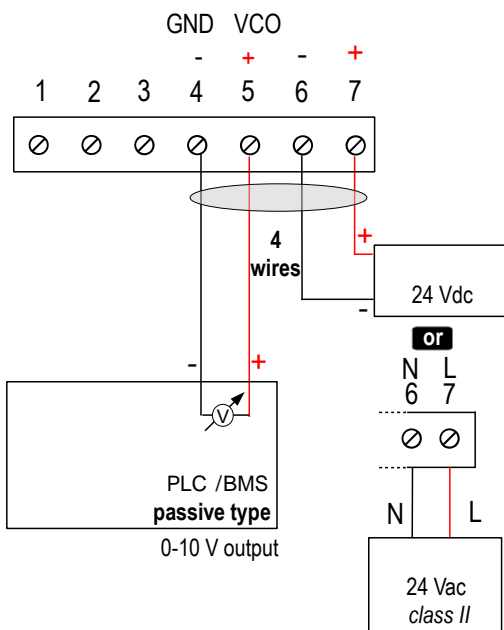 GND VCO
- + - +
1 2 3 4 5 6 7
4
wires
+
-
24 Vdc
or
N L
6 7
- +
V
PLC /BMS
passive type
0-10 V output
N L
24 Vac
class II